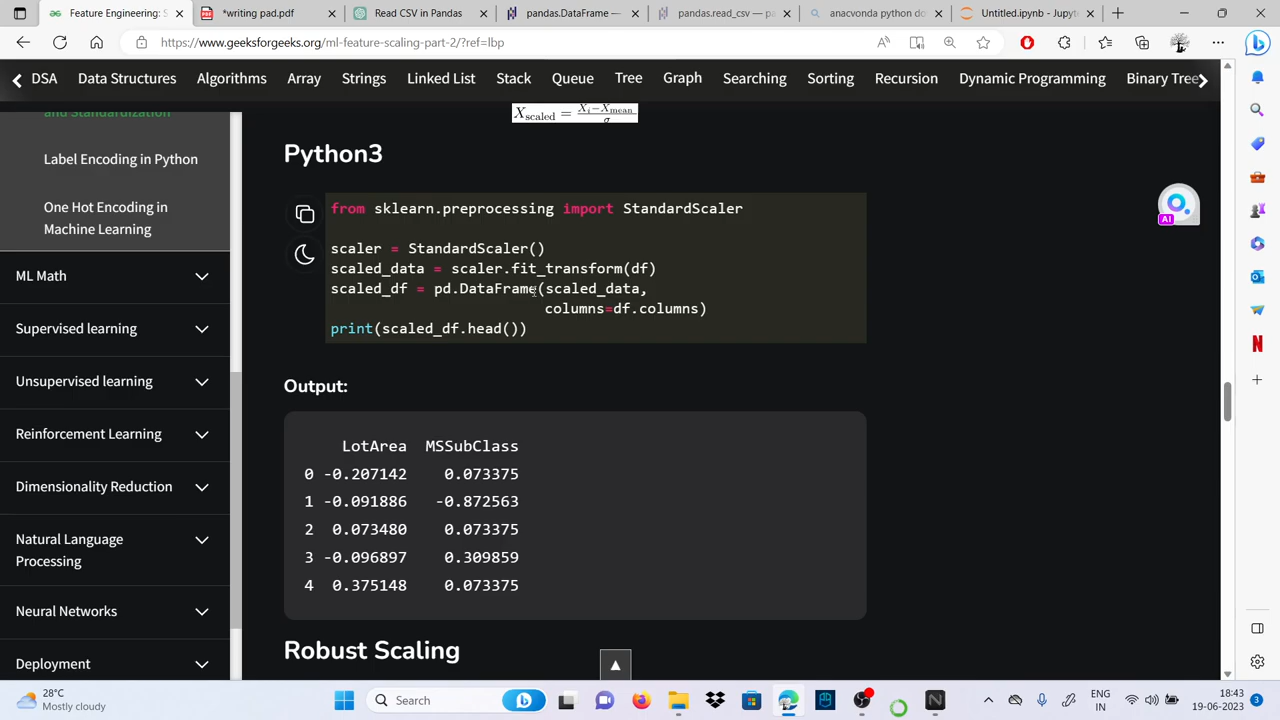 Feature Engineering: S
*writing pad.pdf
Read CSV in Pandas
pandas.DataFrame —
pandas.read_csv — pa
anacvonda python do
Untitled.ipynb - Jupyt
https://www.geeksforgeeks.org/ml-feature-scaling-part-2/?ref=lbp
DSA
Data Structures
Algorithms
Array
Strings
Linked List
Stack
Queue
Tree
Graph
Searching
Sorting
Recursion
Dynamic Programming
Binary Tree
and Standardization
Label Encoding in Python
One Hot Encoding in
Machine Learning
ML Math
Supervised learning
Unsupervised learning
Reinforcement Learning
Dimensionality Reduction
Natural Language
Processing
Neural Networks
Deployment
X_scaled = X_i − X_mean / σ
Python3
from sklearn.preprocessing import StandardScaler
scaler = StandardScaler()
scaled_data = scaler.fit_transform(df)
scaled_df = pd.DataFrame(scaled_data,
columns=df.columns)
print(scaled_df.head())
Output:
LotArea MSSubClass
0 -0.207142 0.073375
1 -0.091886 -0.872563
2 0.073480 0.073375
3 -0.096897 0.309859
4 0.375148 0.073375
Robust Scaling
AI
28°C
Mostly cloudy
Search
ENG
IN
18:43
19-06-2023
3